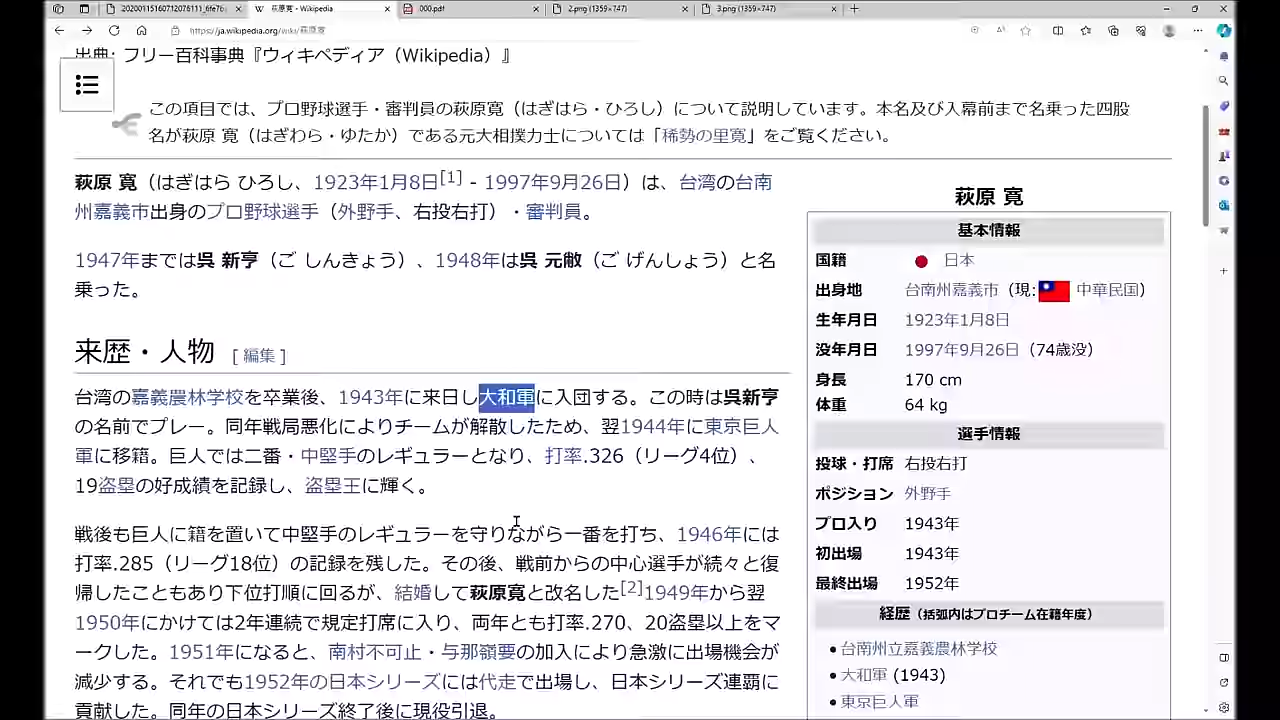 20200115160712076111_6fe7b
萩原寛 - Wikipedia
000.pdf
2.png (1359×747)
3.png (1359×747)
https://ja.wikipedia.org/wiki/萩原寛
出典: フリー百科事典『ウィキペディア（Wikipedia）』
この項目では、プロ野球選手・審判員の萩原寛（はぎはら・ひろし）について説明しています。本名及び入幕前まで名乗った四股
名が萩原 寛（はぎわら・ゆたか）である元大相撲力士については「稀勢の里寛」をご覧ください。
萩原 寛（はぎはら ひろし、1923年1月8日[1] - 1997年9月26日）は、台湾の台南
州嘉義市出身のプロ野球選手（外野手、右投右打）・審判員。
1947年までは呉 新亨（ご しんきょう）、1948年は呉 元敵（ご げんしょう）と名
乗った。
来歴・人物 [ 編集 ]
台湾の嘉義農林学校を卒業後、1943年に来日し大和軍に入団する。この時は呉新亨
の名前でプレー。同年戦局悪化によりチームが解散したため、翌1944年に東京巨人
軍に移籍。巨人では二番・中堅手のレギュラーとなり、打率.326（リーグ4位）、
19盗塁の好成績を記録し、盗塁王に輝く。
戦後も巨人に籍を置いて中堅手のレギュラーを守りながら一番を打ち、1946年には
打率.285（リーグ18位）の記録を残した。その後、戦前からの中心選手が続々と復
帰したこともあり下位打順に回るが、結婚して萩原寛と改名した[2]1949年から翌
1950年にかけては2年連続で規定打席に入り、両年とも打率.270、20盗塁以上をマ
ークした。1951年になると、南村不可止・与那嶺要の加入により急激に出場機会が
減少する。それでも1952年の日本シリーズには代走で出場し、日本シリーズ連覇に
貢献した。同年の日本シリーズ終了後に現役引退。
萩原 寛
基本情報
国籍 日本
出身地 台南州嘉義市（現: 中華民国）
生年月日 1923年1月8日
没年月日 1997年9月26日（74歳没）
身長 170 cm
体重 64 kg
選手情報
投球・打席 右投右打
ポジション 外野手
プロ入り 1943年
初出場 1943年
最終出場 1952年
経歴（括弧内はプロチーム在籍年度）
台南州立嘉義農林学校
大和軍 (1943)
東京巨人軍